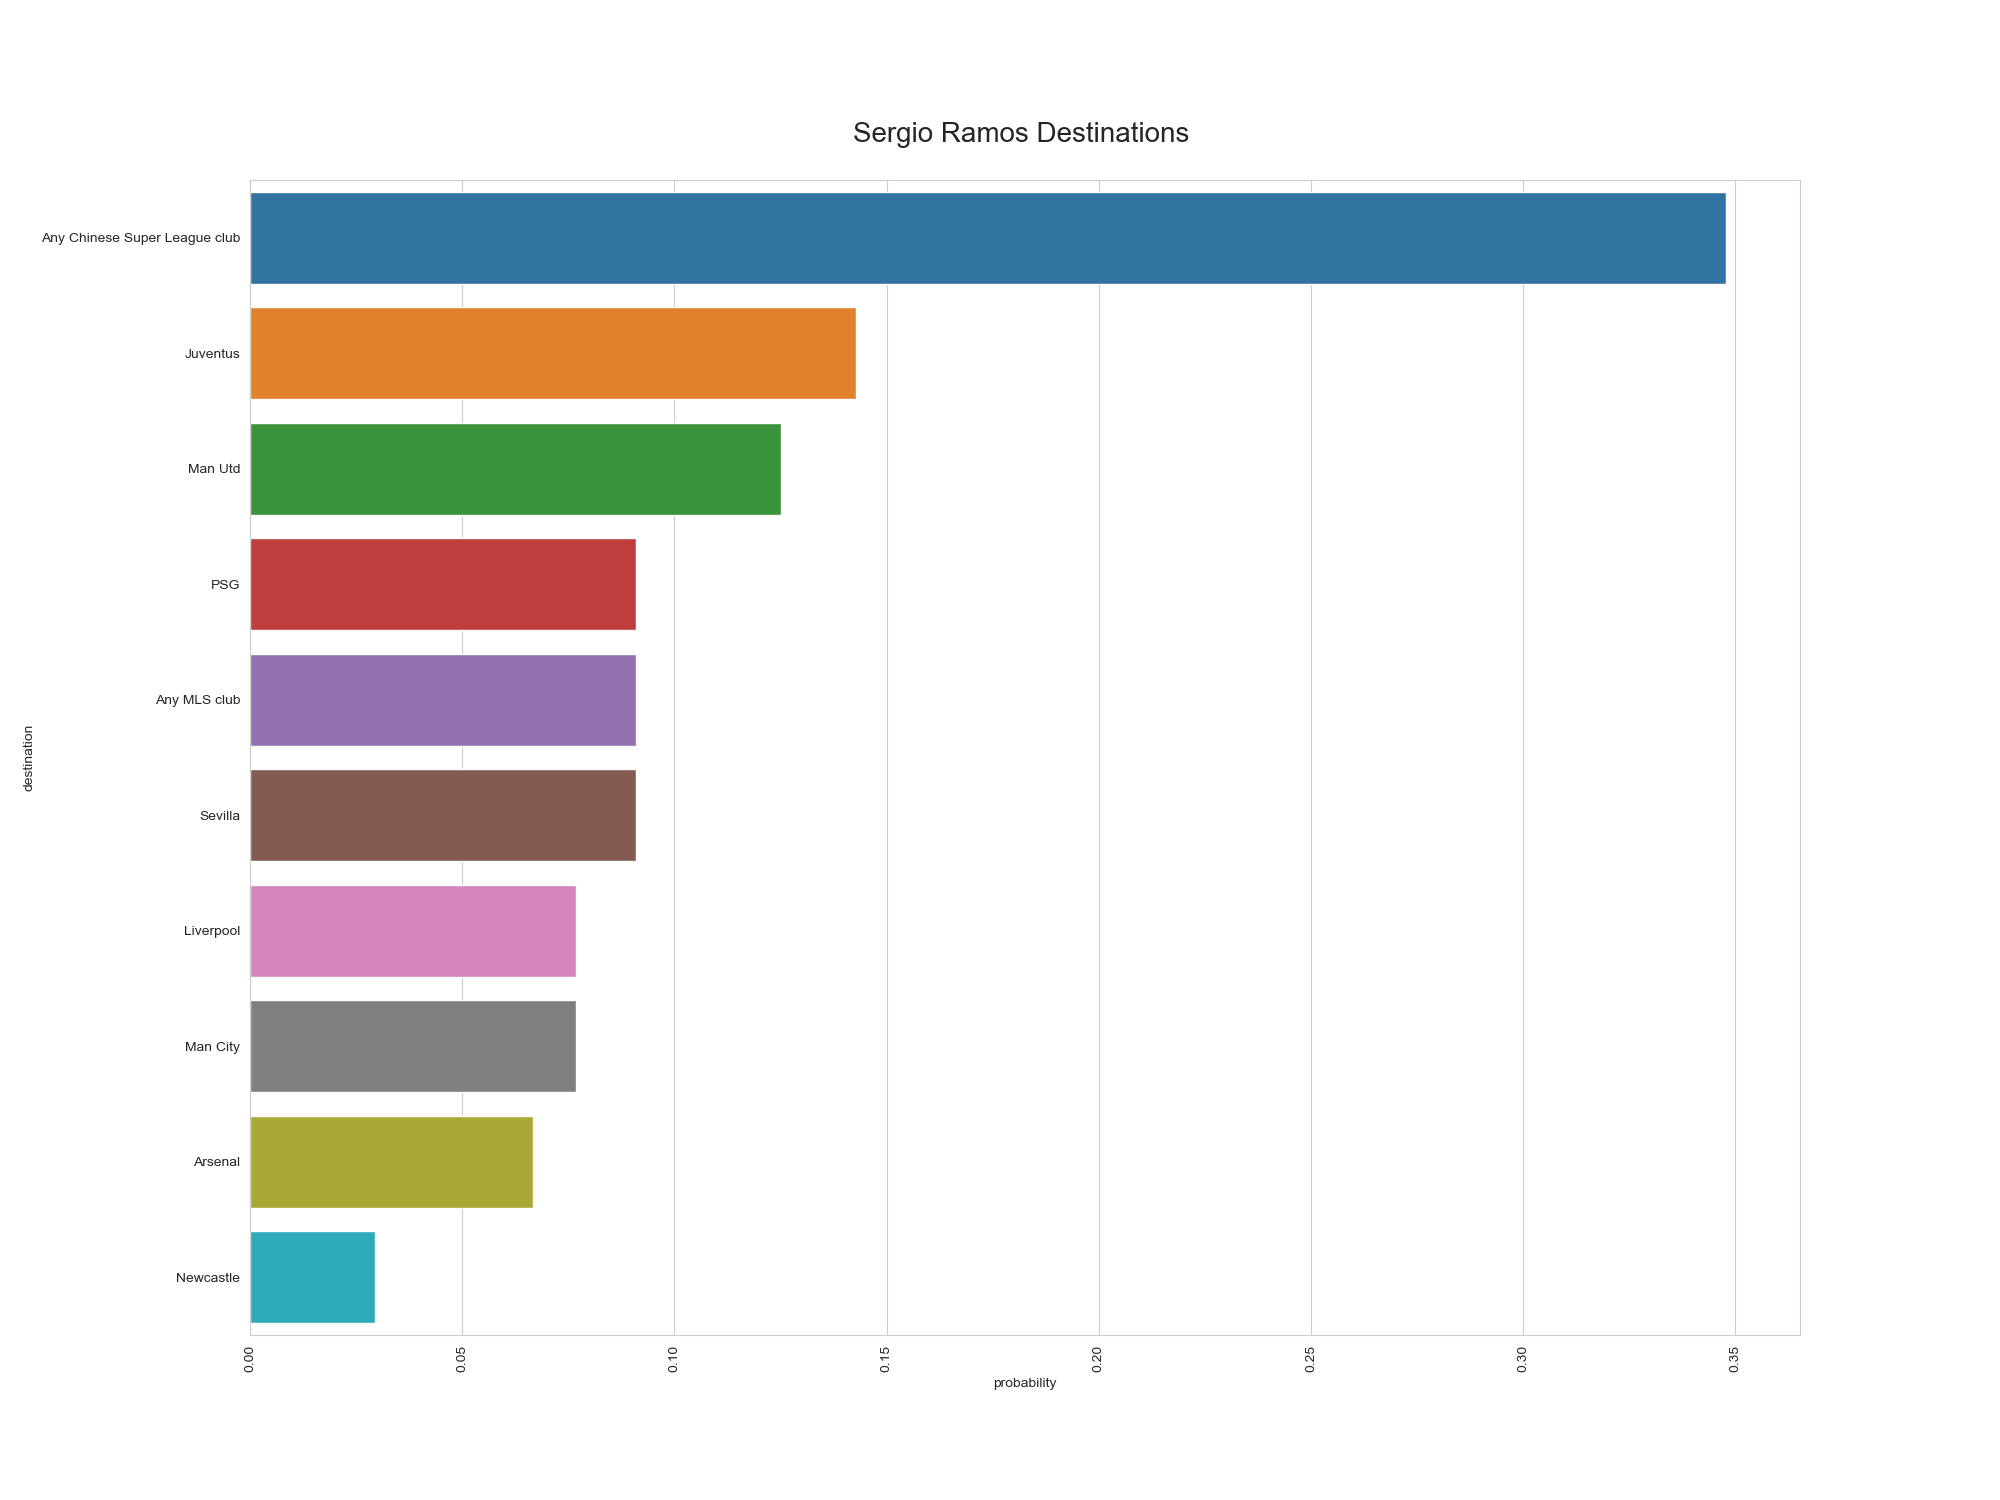 Sergio Ramos Destinations
Any Chinese Super League club
Juventus
Man Utd
PSG
Any MLS club
Sevilla
Liverpool
Man City
Arsenal
Newcastle
destination
0.00 0.05 0.10 0.15 0.20 0.25 0.30 0.35
probability